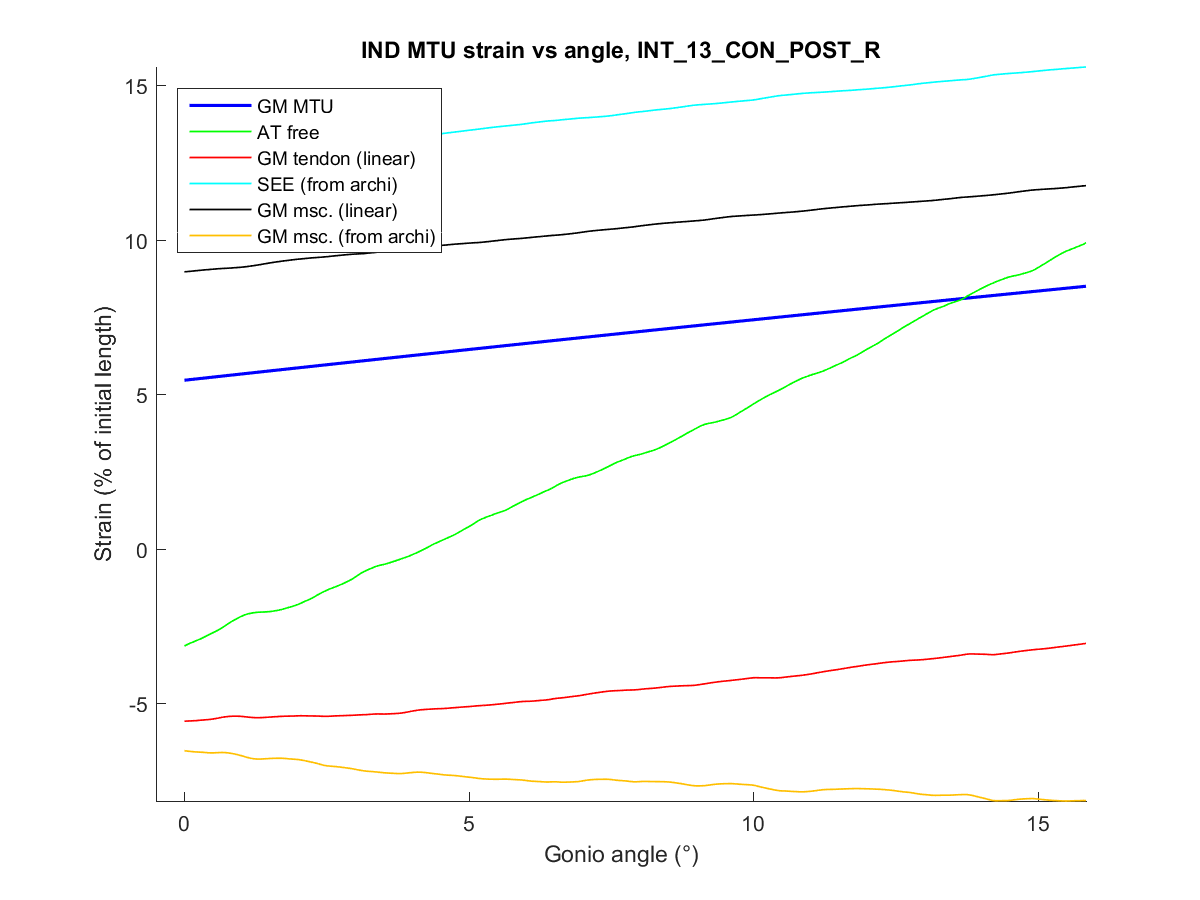 IND MTU strain vs angle, INT_13_CON_POST_R
GM MTU
AT free
GM tendon (linear)
SEE (from archi)
GM msc. (linear)
GM msc. (from archi)
Strain (% of initial length)
15
10
5
0
-5
0 5 10 15
Gonio angle (°)